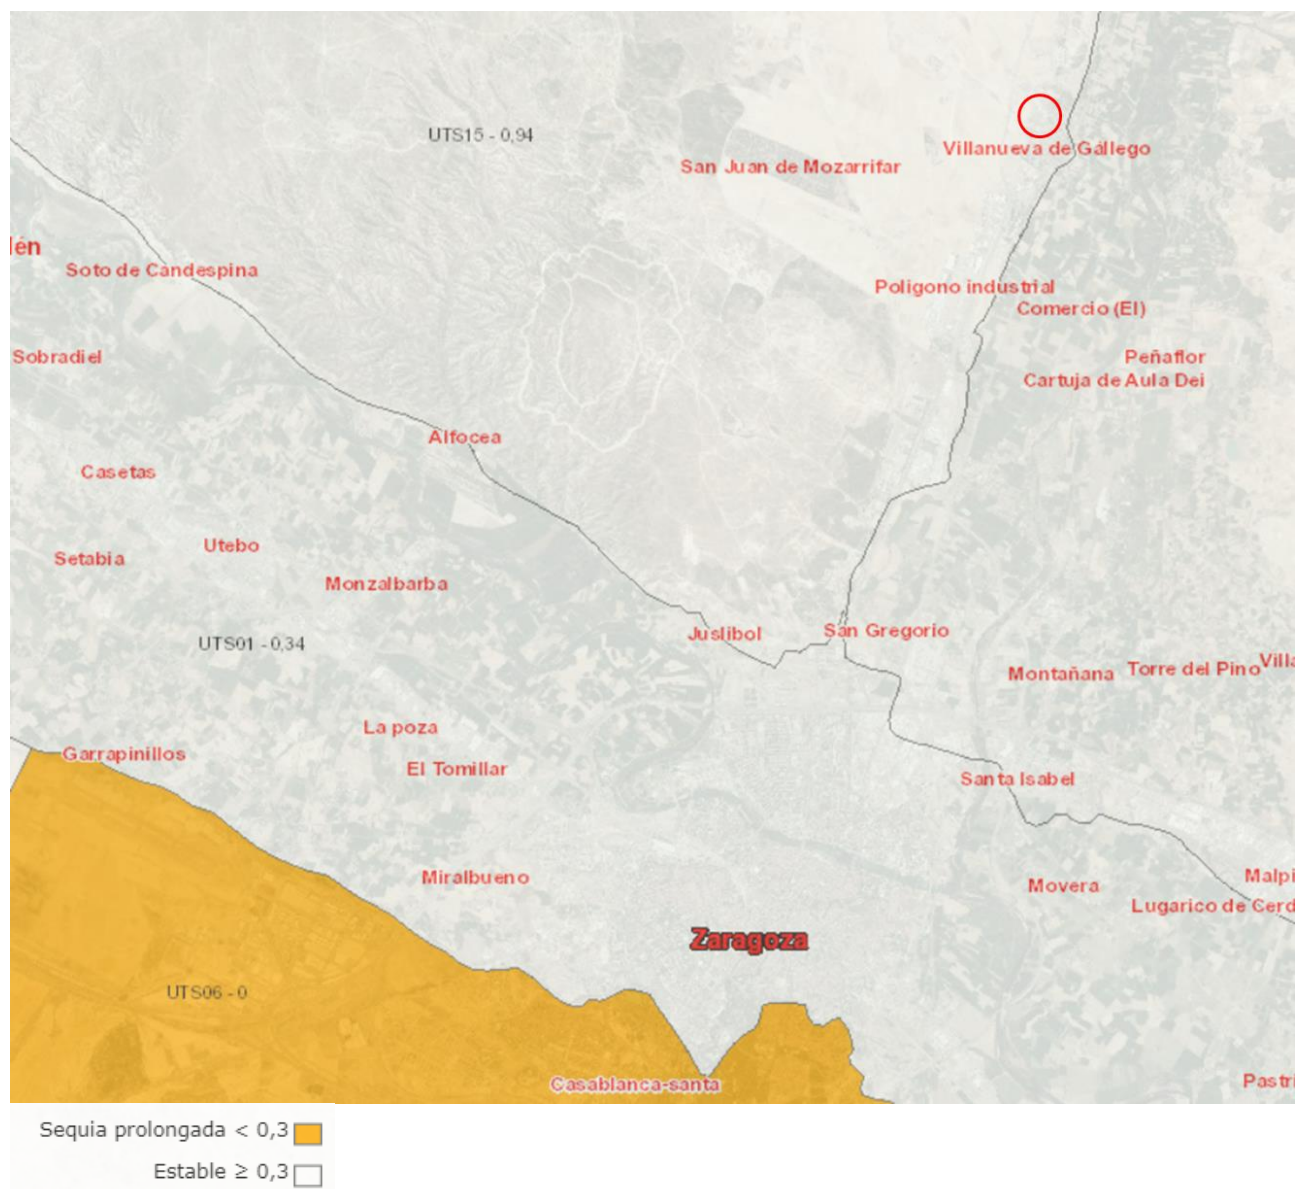 UTS15 - 0,94
Villanueva de Gállego
San Juan de Mozarrifar
lén
Soto de Candespina
Poligono industrial
Comercio (El)
Sobradiel
Peñaflor
Cartuja de Aula Dei
Alfocea
Casetas
Utebo
Setabia
Monzalbarba
Juslibol
San Gregorio
UTS01 - 0,34
Montañana
Torre del Pino
Villa
La poza
Garrapinillos
El Tomillar
Santa Isabel
Miralbueno
Malpi
Movera
Lugarico de Cerd
Zaragoza
UTS06 - 0
Casablanca-santa
Pastri
Sequia prolongada < 0,3
Estable ≥ 0,3